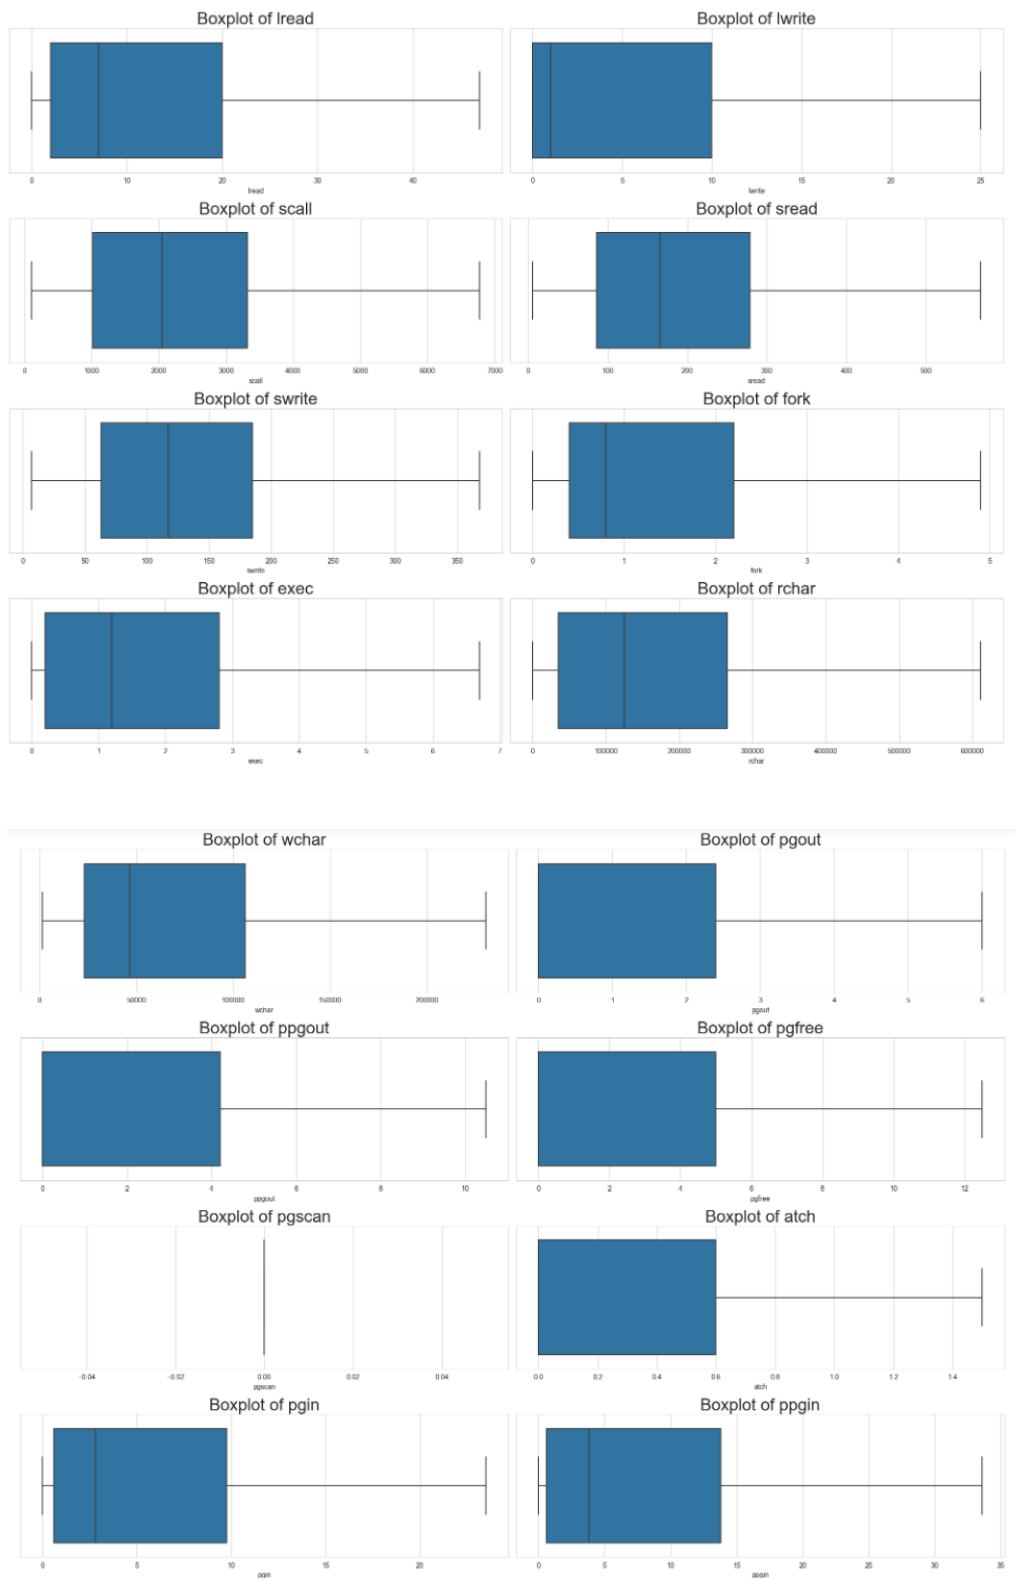 Boxplot of lread
Boxplot of lwrite
0 10 20 30 40
0 5 10 15 20 25
lread
lwrite
Boxplot of scall
Boxplot of sread
0 1000 2000 3000 4000 5000 6000 7000
0 100 200 300 400 500
scall
sread
Boxplot of swrite
Boxplot of fork
0 50 100 150 200 250 300 350
0 1 2 3 4 5
swrite
fork
Boxplot of exec
Boxplot of rchar
0 1 2 3 4 5 6 7
0 100000 200000 300000 400000 500000 600000
exec
rchar
Boxplot of wchar
Boxplot of pgout
0 50000 100000 150000 200000
0 1 2 3 4 5 6
wchar
pgout
Boxplot of ppgout
Boxplot of pgfree
0 2 4 6 8 10
0 2 4 6 8 10 12
ppgout
pgfree
Boxplot of pgscan
Boxplot of atch
-0.04 -0.02 0.00 0.02 0.04
0.0 0.2 0.4 0.6 0.8 1.0 1.2 1.4
pgscan
atch
Boxplot of pgin
Boxplot of ppgin
0 5 10 15 20
0 5 10 15 20 25 30 35
pgin
ppgin